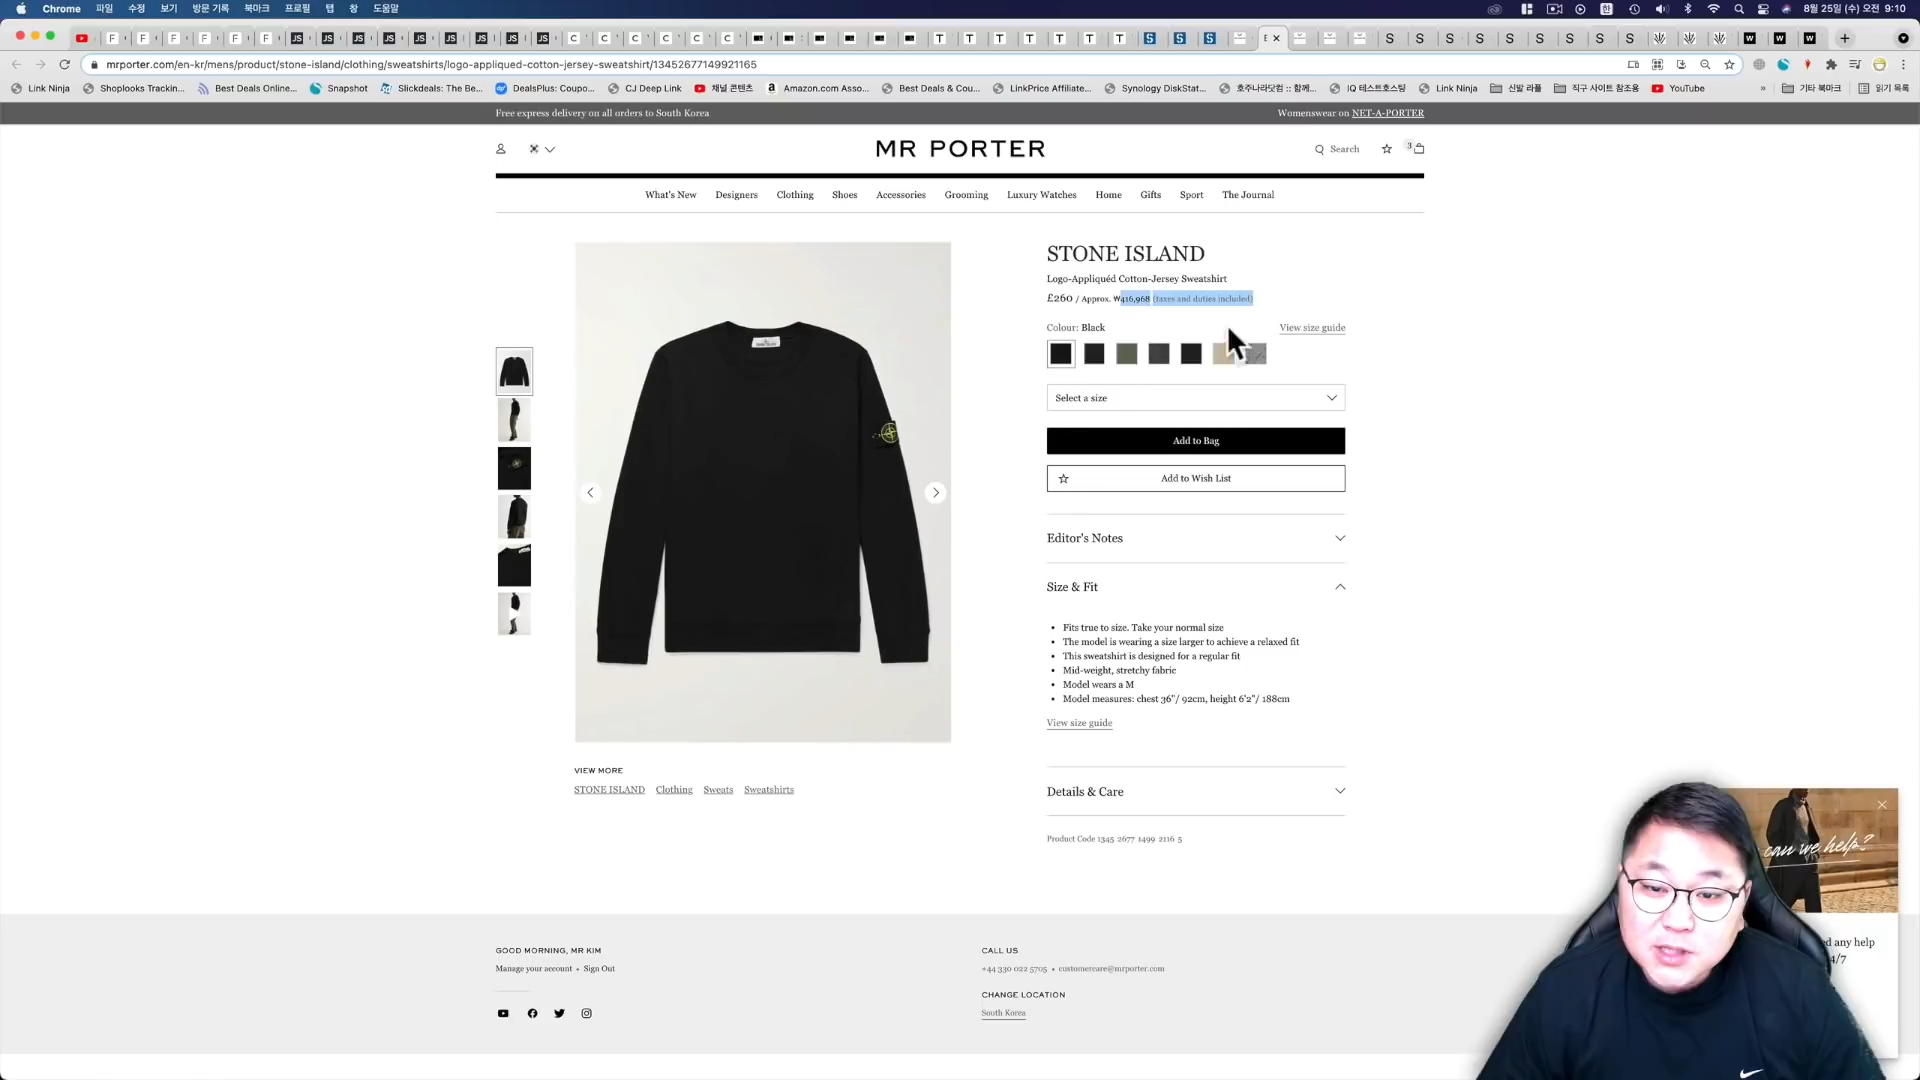 Chrome 파일 수정 보기 방문 기록 북마크 프로필 탭 창 도움말 8월 25일 (수) 오전 9:10
mrporter.com/en-kr/mens/product/stone-island/clothing/sweatshirts/logo-appliqued-cotton-jersey-sweatshirt/13452677149921165
Link Ninja Shoplooks Trackin... Best Deals Online... Snapshot Slickdeals: The Be... DealsPlus: Coupo... CJ Deep Link 채널 콘텐츠 Amazon.com Asso... Best Deals & Cou... LinkPrice Affiliate... Synology DiskStat... 호주나라닷컴 :: 함께... IQ 테스트호스팅 Link Ninja 신발 라플 직구 사이트 참조용 YouTube » 기타 북마크 읽기 목록
Free express delivery on all orders to South Korea Womenswear on NET-A-PORTER
MR PORTER
Search 3
What's New Designers Clothing Shoes Accessories Grooming Luxury Watches Home Gifts Sport The Journal
STONE ISLAND
Logo-Appliquéd Cotton-Jersey Sweatshirt
£260 / Approx. ₩416,968 (taxes and duties included)
Colour: Black View size guide
Select a size
Add to Bag
Add to Wish List
Editor's Notes
Size & Fit
• Fits true to size. Take your normal size
• The model is wearing a size larger to achieve a relaxed fit
• This sweatshirt is designed for a regular fit
• Mid-weight, stretchy fabric
• Model wears a M
• Model measures: chest 36"/ 92cm, height 6'2"/ 188cm
View size guide
VIEW MORE
STONE ISLAND Clothing Sweats Sweatshirts
Details & Care
Product Code 1345 2677 1499 2116 5
can we help?
any help
4/7
GOOD MORNING, MR KIM
Manage your account • Sign Out
CALL US
+44 330 022 5705 • customercare@mrporter.com
CHANGE LOCATION
South Korea